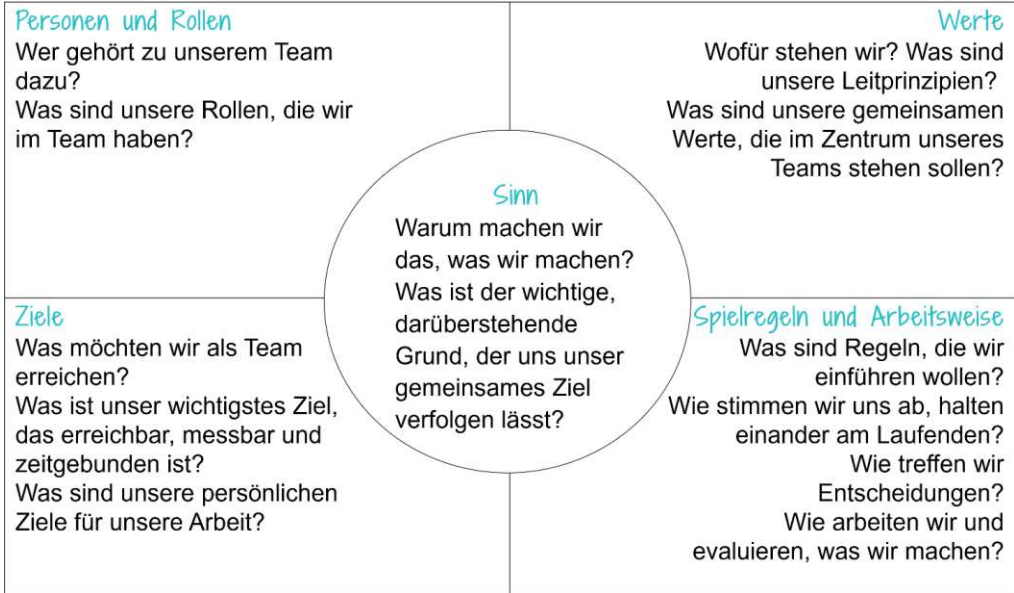 Personen und Rollen
Wer gehört zu unserem Team
dazu?
Was sind unsere Rollen, die wir
im Team haben?
Werte
Wofür stehen wir? Was sind
unsere Leitprinzipien?
Was sind unsere gemeinsamen
Werte, die im Zentrum unseres
Teams stehen sollen?
Sinn
Warum machen wir
das, was wir machen?
Was ist der wichtige,
darüberstehende
Grund, der uns unser
gemeinsames Ziel
verfolgen lässt?
Ziele
Was möchten wir als Team
erreichen?
Was ist unser wichtigstes Ziel,
das erreichbar, messbar und
zeitgebunden ist?
Was sind unsere persönlichen
Ziele für unsere Arbeit?
Spielregeln und Arbeitsweise
Was sind Regeln, die wir
einführen wollen?
Wie stimmen wir uns ab, halten
einander am Laufenden?
Wie treffen wir
Entscheidungen?
Wie arbeiten wir und
evaluieren, was wir machen?